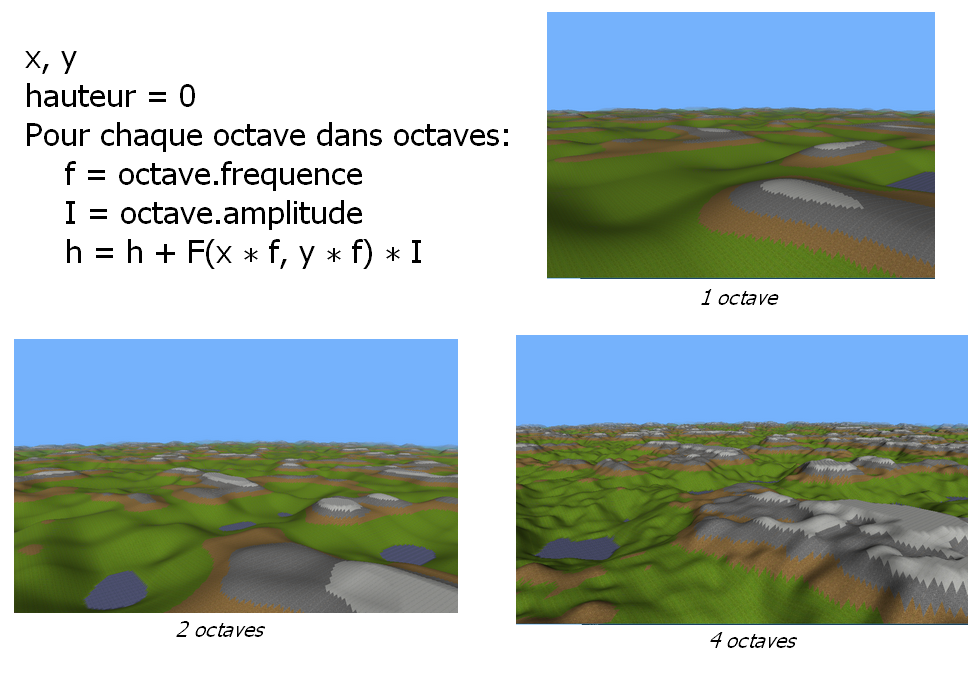 x, y
hauteur = 0
Pour chaque octave dans octaves:
f = octave.frequence
I = octave.amplitude
h = h + F(x * f, y * f) * I
1 octave
2 octaves
4 octaves